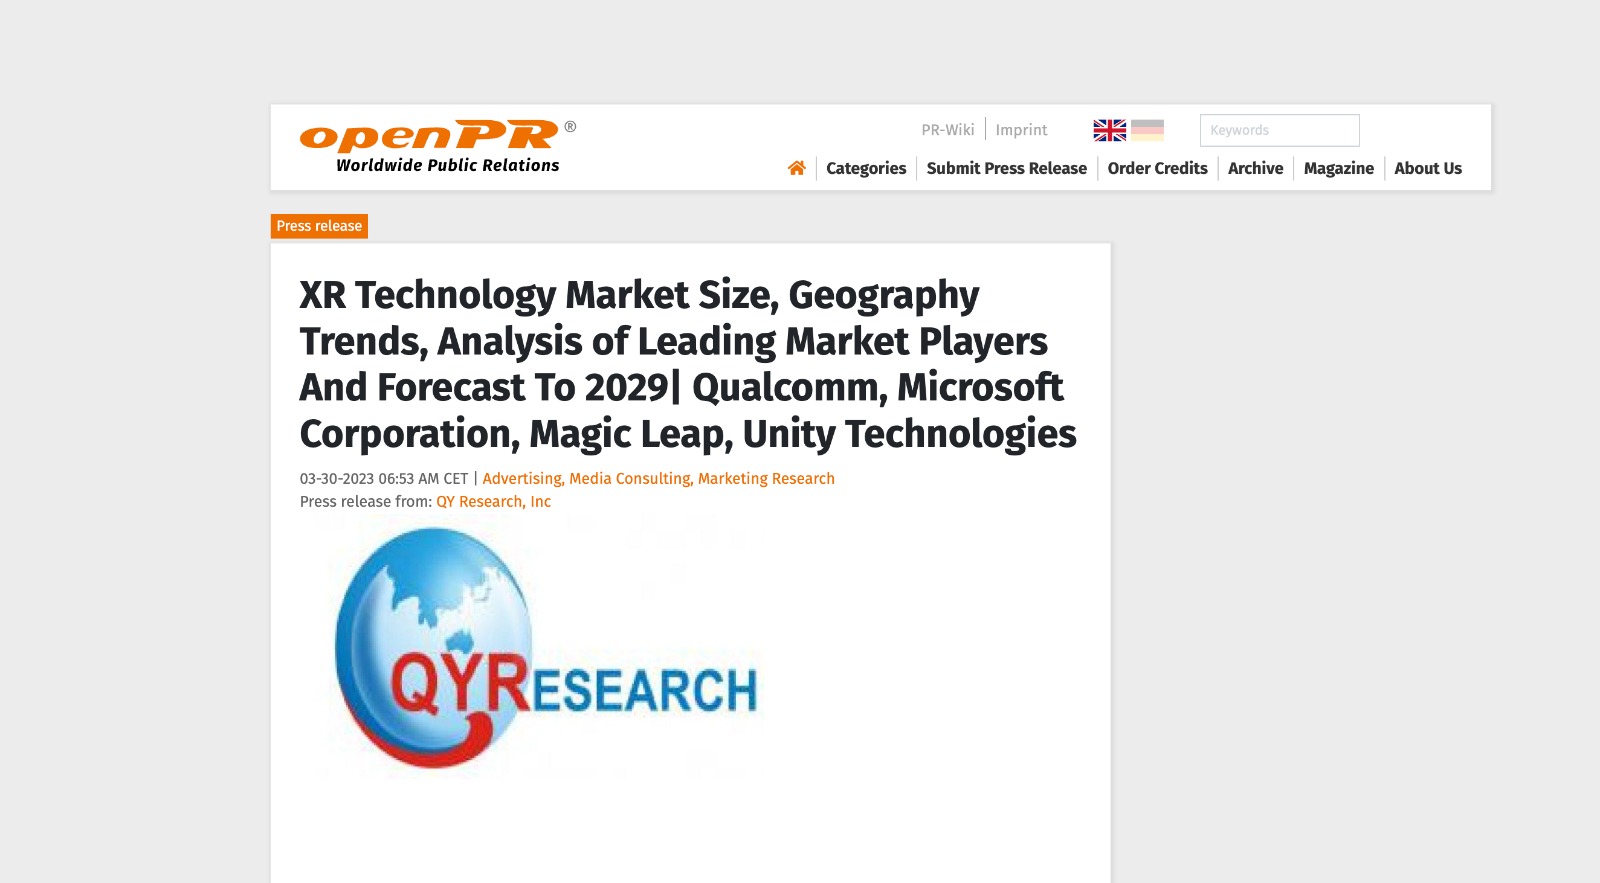 openPR®
Worldwide Public Relations
PR-Wiki | Imprint
Keywords
Categories | Submit Press Release | Order Credits | Archive | Magazine | About Us
Press release
XR Technology Market Size, Geography
Trends, Analysis of Leading Market Players
And Forecast To 2029| Qualcomm, Microsoft
Corporation, Magic Leap, Unity Technologies
03-30-2023 06:53 AM CET | Advertising, Media Consulting, Marketing Research
Press release from: QY Research, Inc
QYRESEARCH